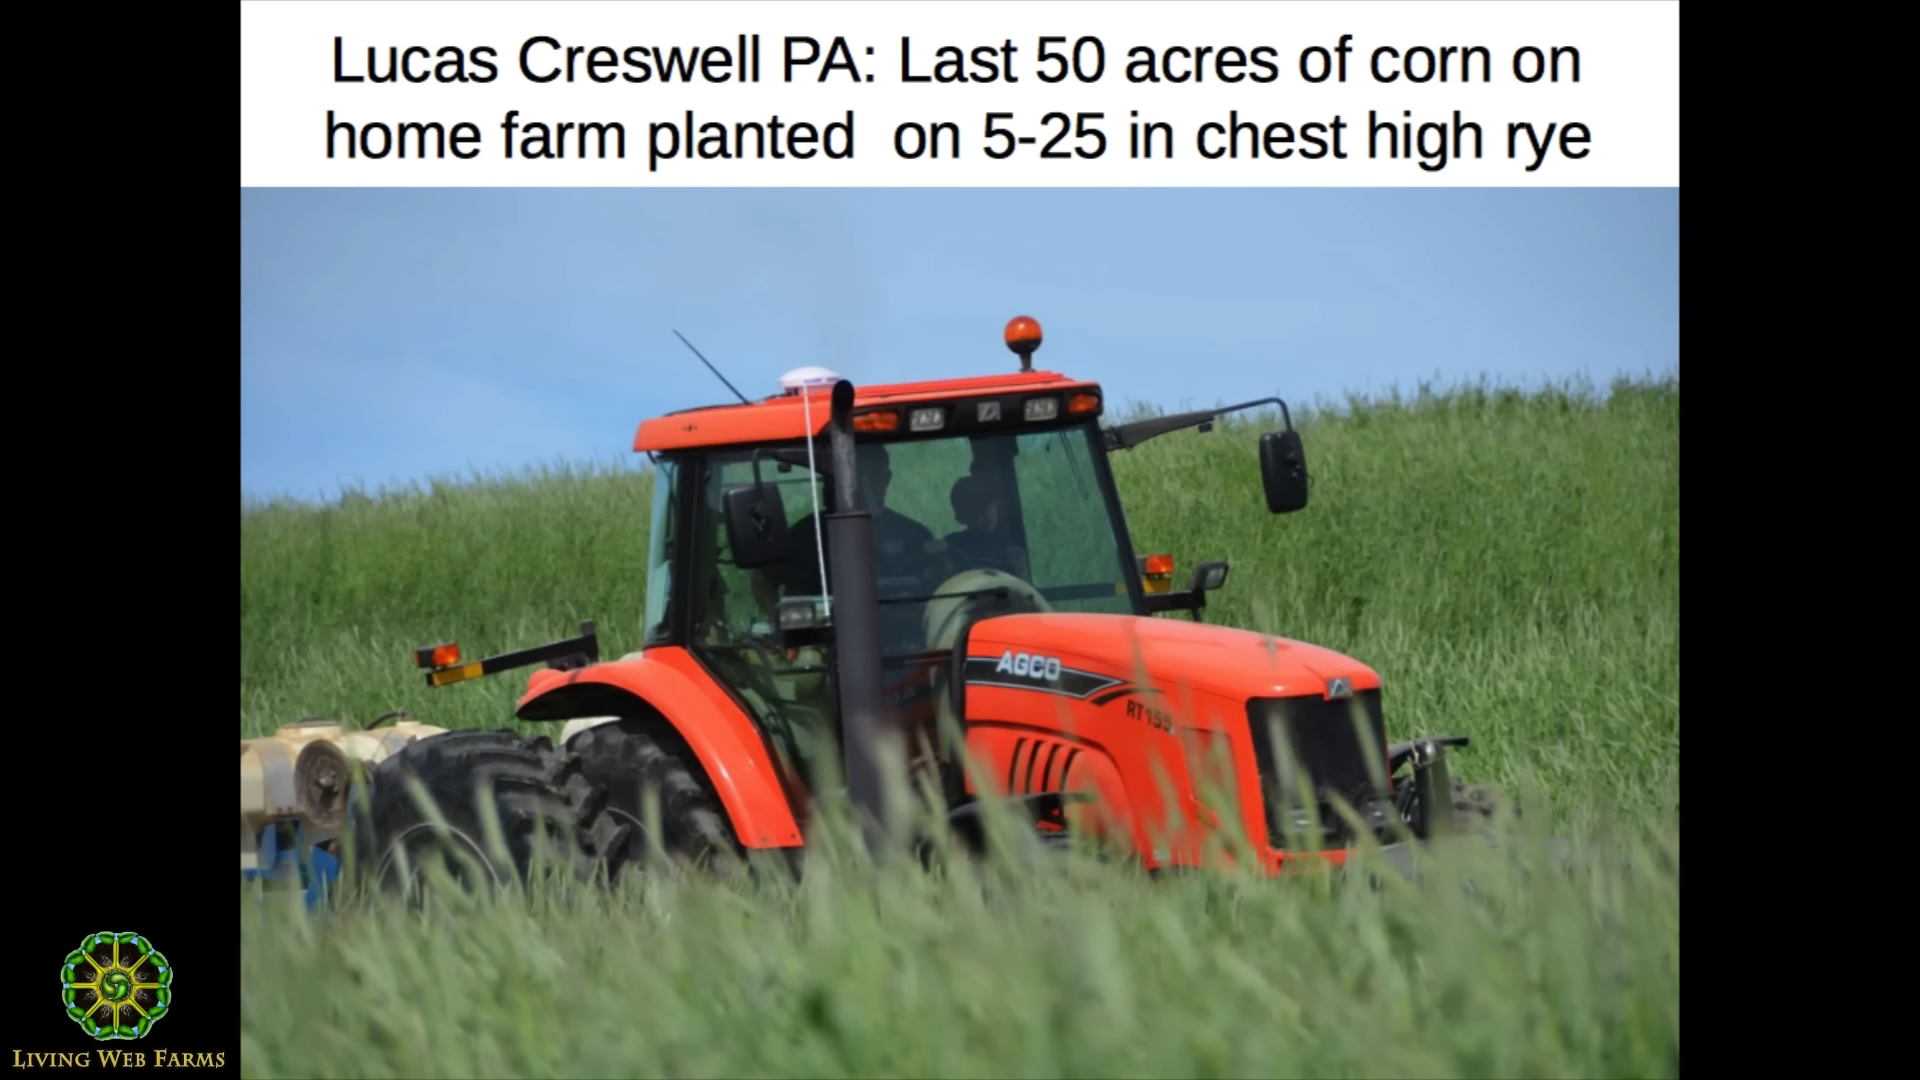 Lucas Creswell PA: Last 50 acres of corn on
home farm planted on 5-25 in chest high rye
AGCO
RT155
LIVING WEB FARMS